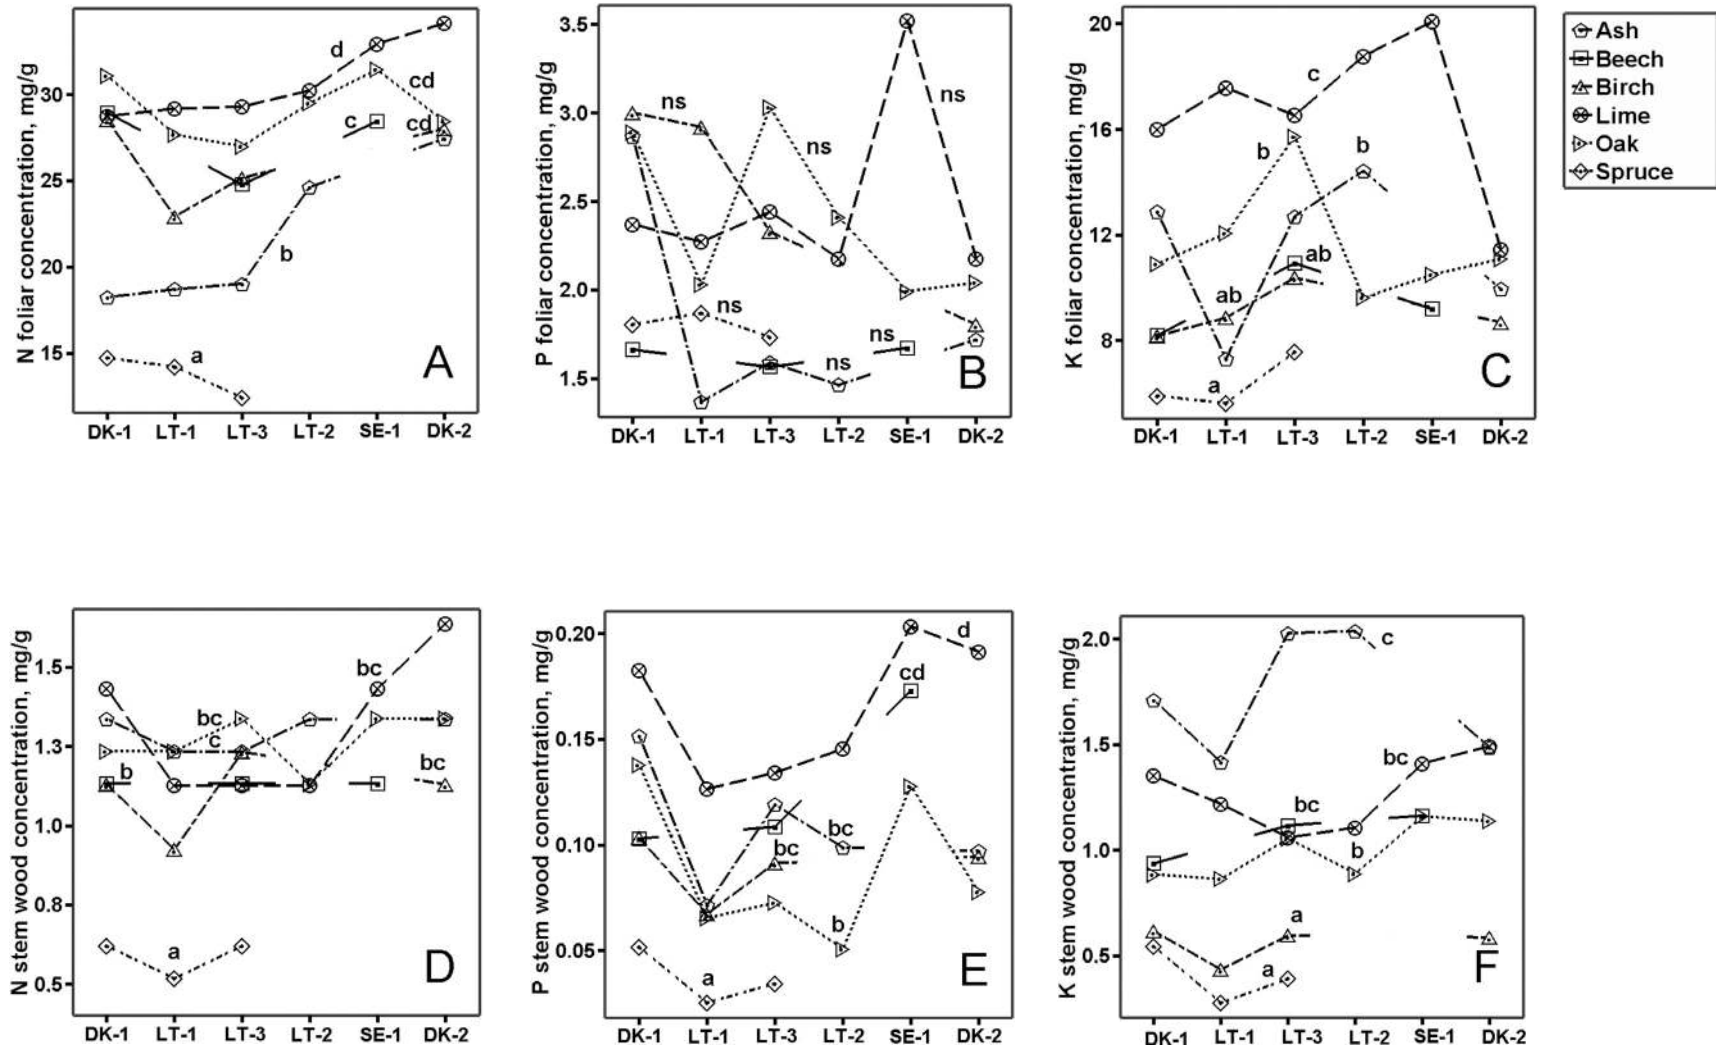 N foliar concentration, mg/g
30
25
20
15
d
cd
c
cd
b
a
A
DK-1 LT-1 LT-3 LT-2 SE-1 DK-2
P foliar concentration, mg/g
3.5
3.0
2.5
2.0
1.5
ns
ns
ns
ns
ns
ns
B
DK-1 LT-1 LT-3 LT-2 SE-1 DK-2
K foliar concentration, mg/g
20
16
12
8
c
b
b
ab
ab
a
C
DK-1 LT-1 LT-3 LT-2 SE-1 DK-2
Ash
Beech
Birch
Lime
Oak
Spruce
N stem wood concentration, mg/g
1.5
1.3
1.0
0.8
0.5
bc
bc
c
b
bc
a
D
DK-1 LT-1 LT-3 LT-2 SE-1 DK-2
P stem wood concentration, mg/g
0.20
0.15
0.10
0.05
d
cd
bc
bc
b
a
E
DK-1 LT-1 LT-3 LT-2 SE-1 DK-2
K stem wood concentration, mg/g
2.0
1.5
1.0
0.5
c
bc
bc
b
a
a
F
DK-1 LT-1 LT-3 LT-2 SE-1 DK-2